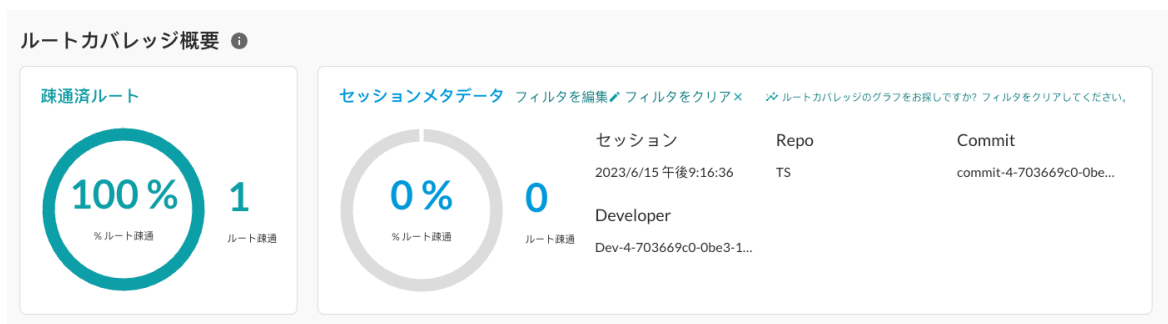 ルートカバレッジ概要
疎通済ルート
100 %
% ルート疎通
1
ルート疎通
セッションメタデータ フィルタを編集 フィルタをクリア× ルートカバレッジのグラフをお探しですか? フィルタをクリアしてください。
0 %
% ルート疎通
0
ルート疎通
セッション
2023/6/15 午後9:16:36
Repo
TS
Commit
commit-4-703669c0-0be...
Developer
Dev-4-703669c0-0be3-1...